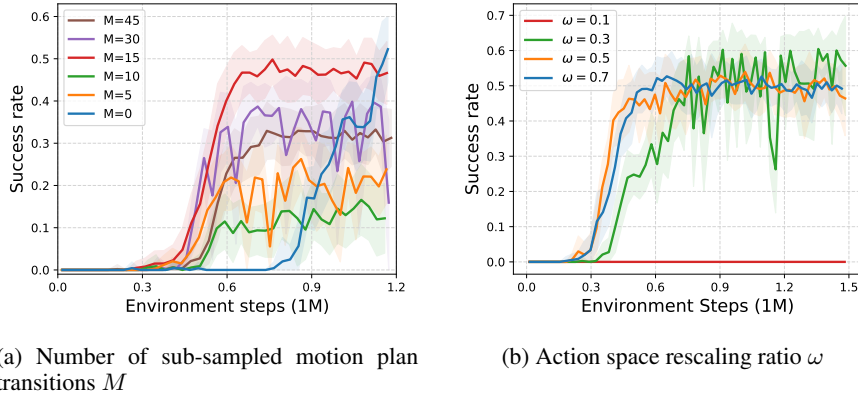 M=45
M=30
M=15
M=10
M=5
M=0
0.6
0.5
0.4
0.3
0.2
0.1
0.0
Success rate
0.0 0.3 0.6 0.9 1.2
Environment steps (1M)
ω = 0.1
ω = 0.3
ω = 0.5
ω = 0.7
0.7
0.6
0.5
0.4
0.3
0.2
0.1
0.0
Success rate
0.0 0.3 0.6 0.9 1.2 1.5
Environment Steps (1M)
(a) Number of sub-sampled motion plan
transitions M
(b) Action space rescaling ratio ω